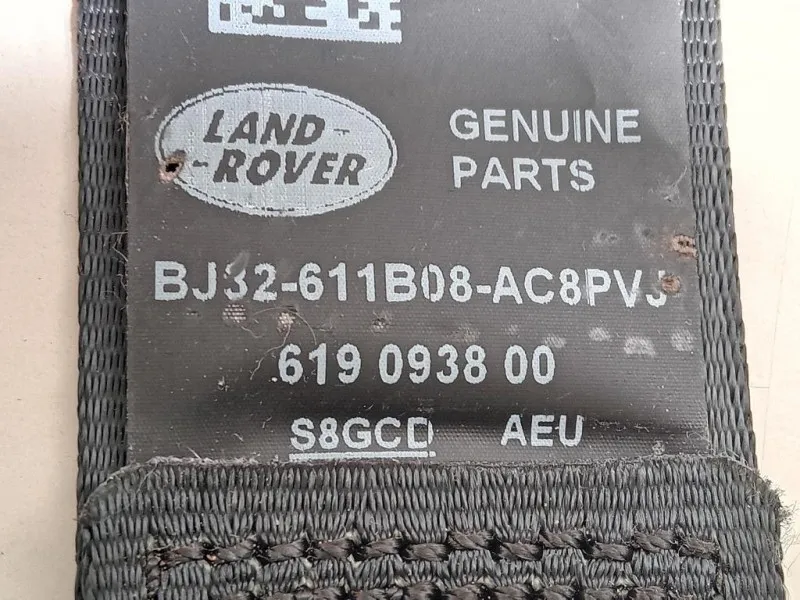 LAND-
-ROVER
GENUINE
PARTS
BJ32-611B08-AC8PVJ
619 0938 00
S8GCD AEU